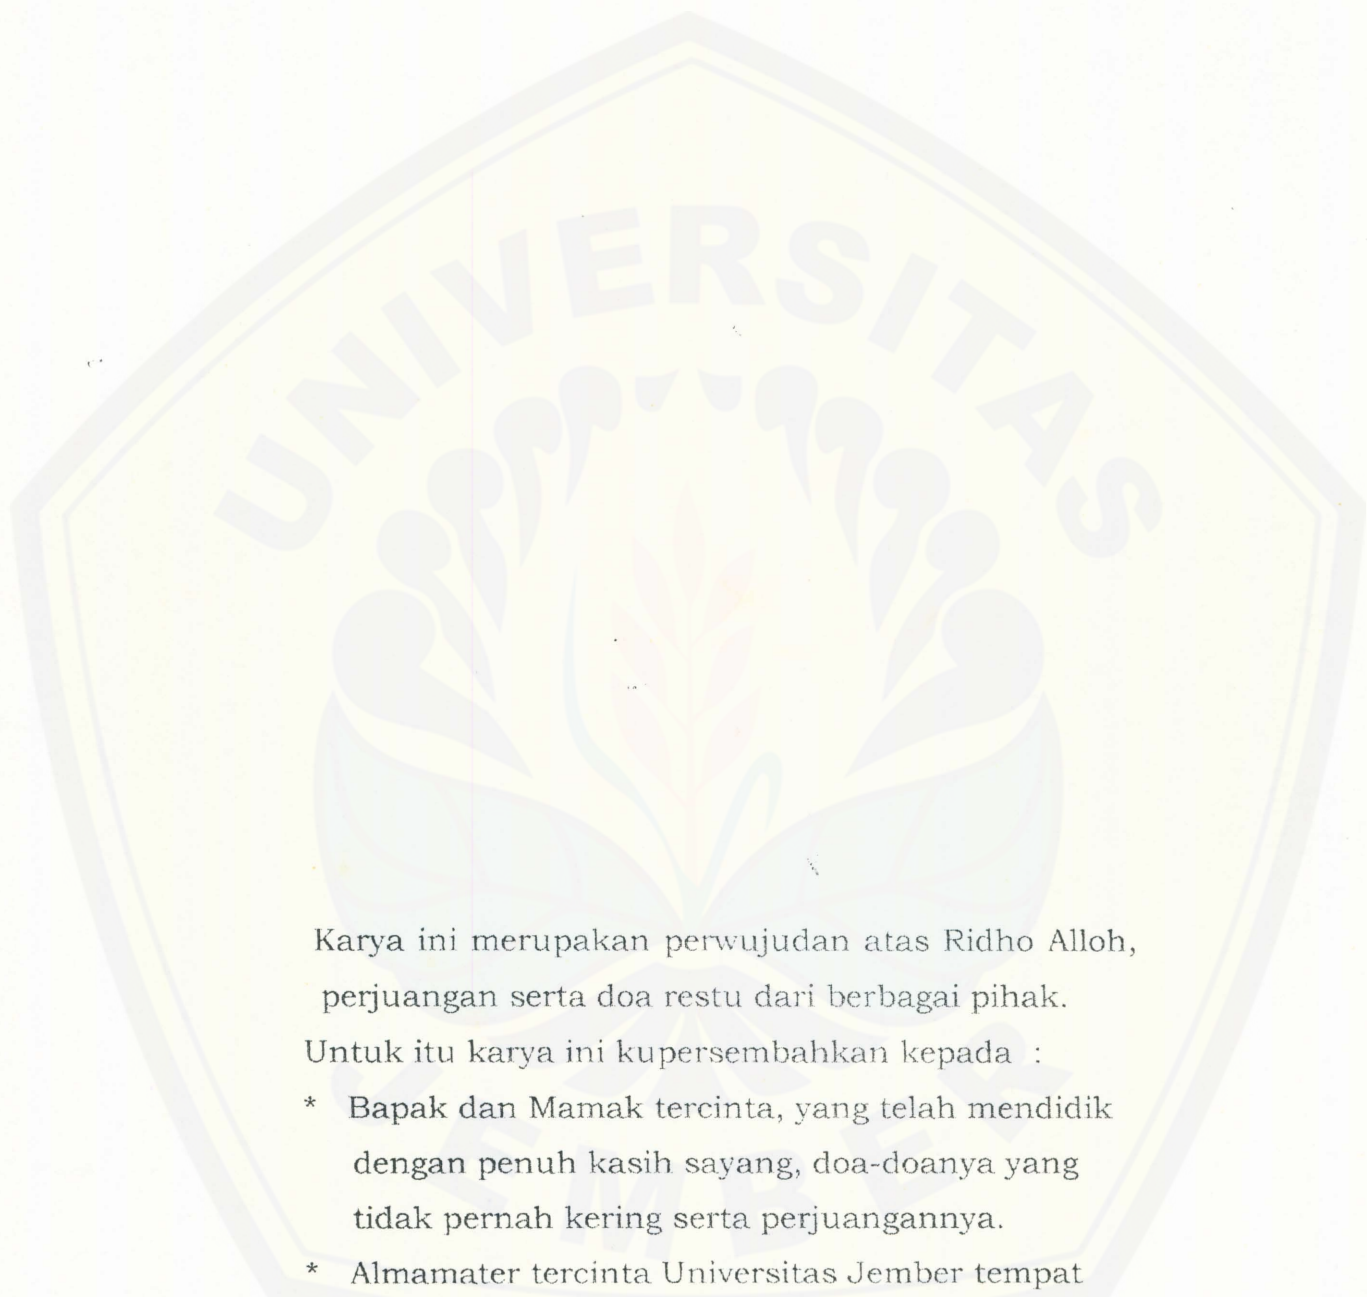 UNIVERSITAS
Karya ini merupakan perwujudan atas Ridho Alloh,
perjuangan serta doa restu dari berbagai pihak.
Untuk itu karya ini kupersembahkan kepada :
* Bapak dan Mamak tercinta, yang telah mendidik
dengan penuh kasih sayang, doa-doanya yang
tidak pernah kering serta perjuangannya.
* Almamater tercinta Universitas Jember tempat
JEMBER